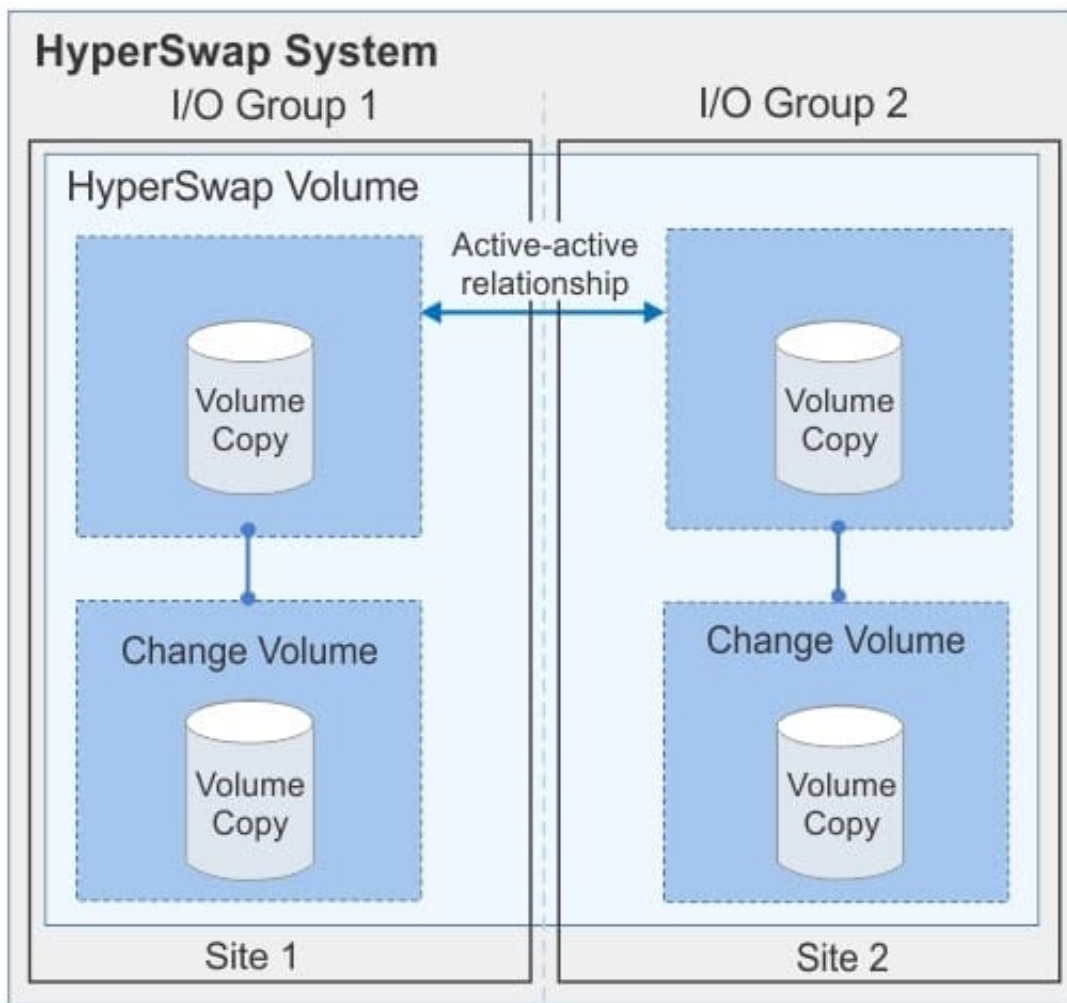 HyperSwap System
I/O Group 1
I/O Group 2
HyperSwap Volume
Active-active
relationship
Volume
Copy
Volume
Copy
Change Volume
Volume
Copy
Change Volume
Volume
Copy
Site 1
Site 2